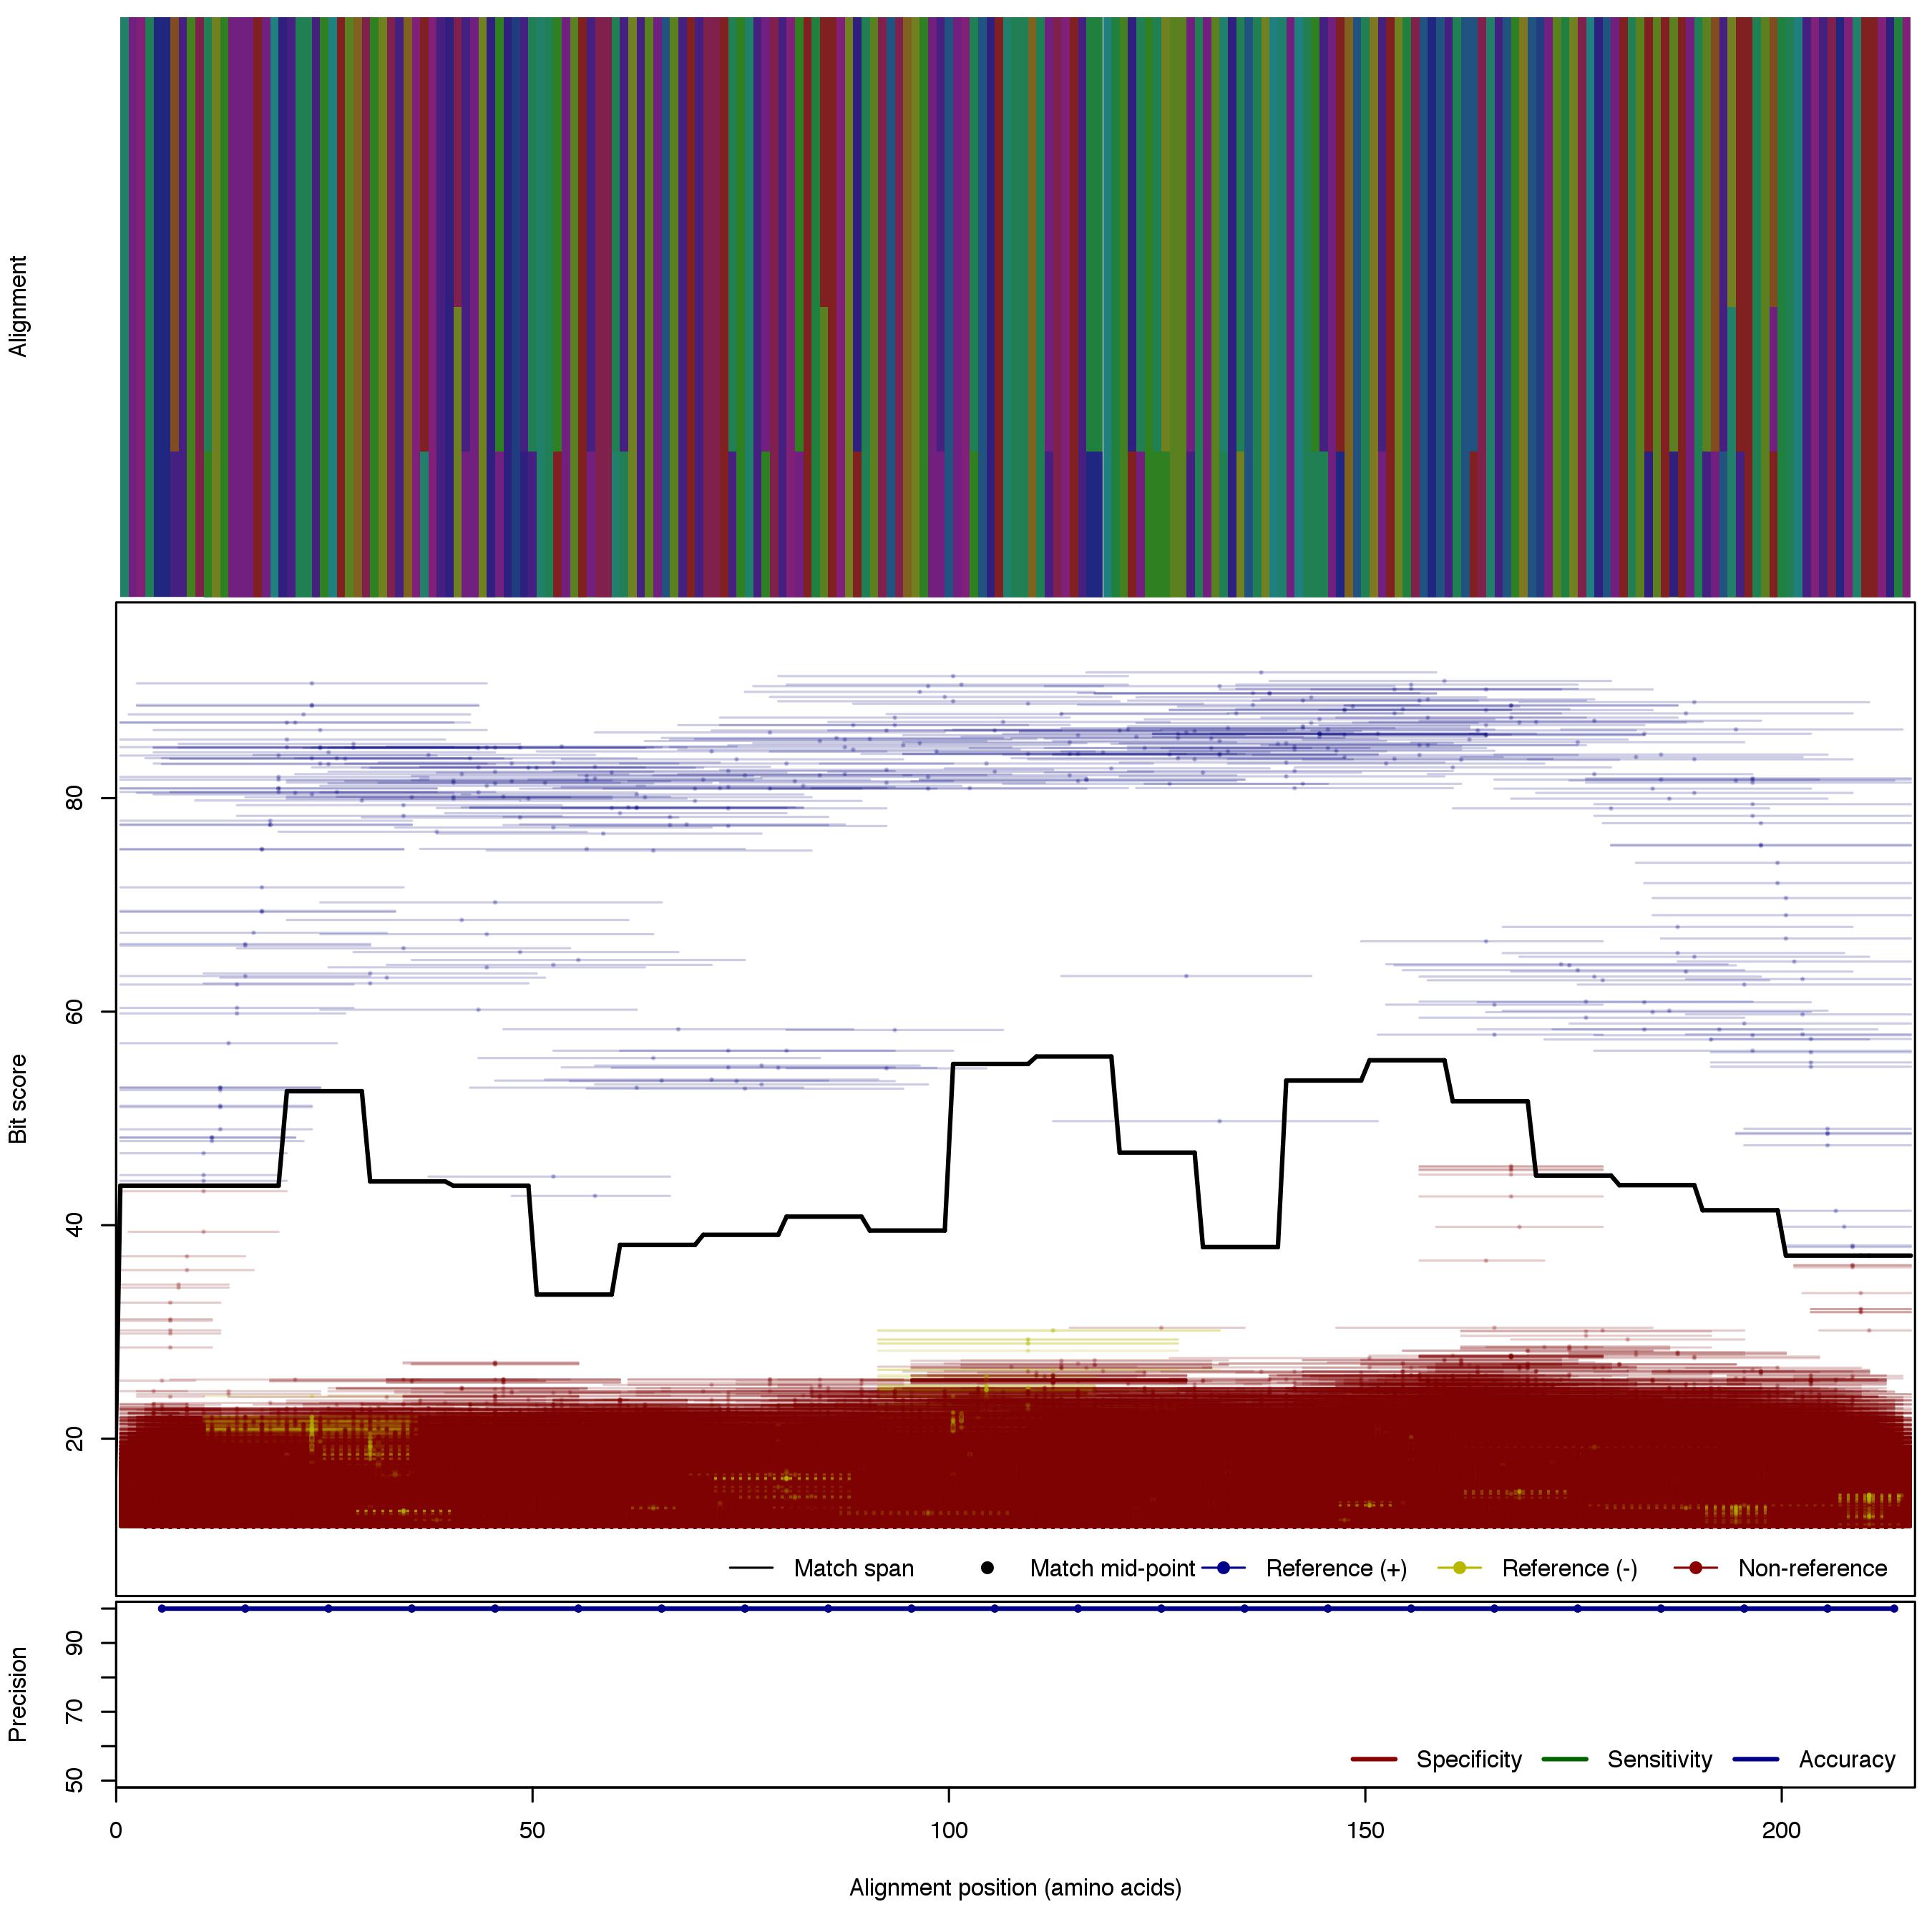 Alignment
Bit score
80
60
40
20
Match span
Match mid-point
Reference (+)
Reference (-)
Non-reference
Precision
90
70
50
Specificity
Sensitivity
Accuracy
0
50
100
150
200
Alignment position (amino acids)